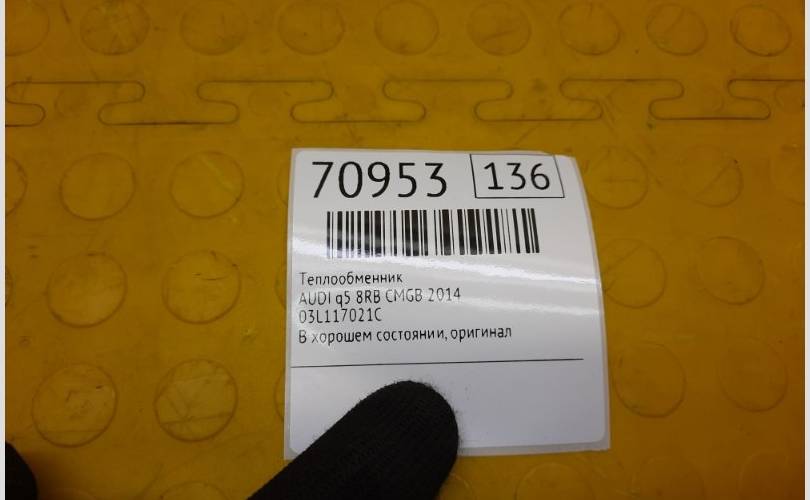 70953 136
Теплообменник
AUDI q5 8RB CMGB 2014
03L117021C
В хорошем состоянии, оригинал